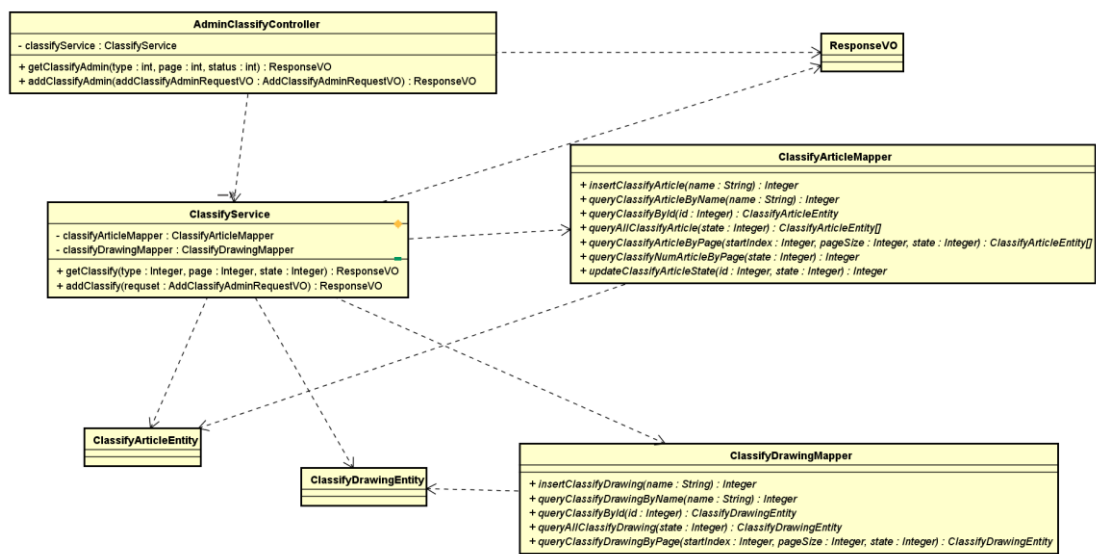 AdminClassifyController
- classifyService : ClassifyService
+ getClassifyAdmin(type : int, page : int, status : int) : ResponseVO
+ addClassifyAdmin(addClassifyAdminRequestVO : AddClassifyAdminRequestVO) : ResponseVO
ResponseVO
ClassifyArticleMapper
+ insertClassifyArticle(name : String) : Integer
+ queryClassifyArticleByName(name : String) : Integer
+ queryClassifyById(id : Integer) : ClassifyArticleEntity
+ queryAllClassifyArticle(state : Integer) : ClassifyArticleEntity[]
+ queryClassifyArticleByPage(startIndex : Integer, pageSize : Integer, state : Integer) : ClassifyArticleEntity[]
+ queryClassifyNumArticleByPage(state : Integer) : Integer
+ updateClassifyArticleState(id : Integer, state : Integer) : Integer
ClassifyService
- classifyArticleMapper : ClassifyArticleMapper
- classifyDrawingMapper : ClassifyDrawingMapper
+ getClassify(type : Integer, page : Integer, state : Integer) : ResponseVO
+ addClassify(requset : AddClassifyAdminRequestVO) : ResponseVO
ClassifyArticleEntity
ClassifyDrawingEntity
ClassifyDrawingMapper
+ insertClassifyDrawing(name : String) : Integer
+ queryClassifyDrawingByName(name : String) : Integer
+ queryClassifyById(id : Integer) : ClassifyDrawingEntity
+ queryAllClassifyDrawing(state : Integer) : ClassifyDrawingEntity
+ queryClassifyDrawingByPage(startIndex : Integer, pageSize : Integer, state : Integer) : ClassifyDrawingEntity